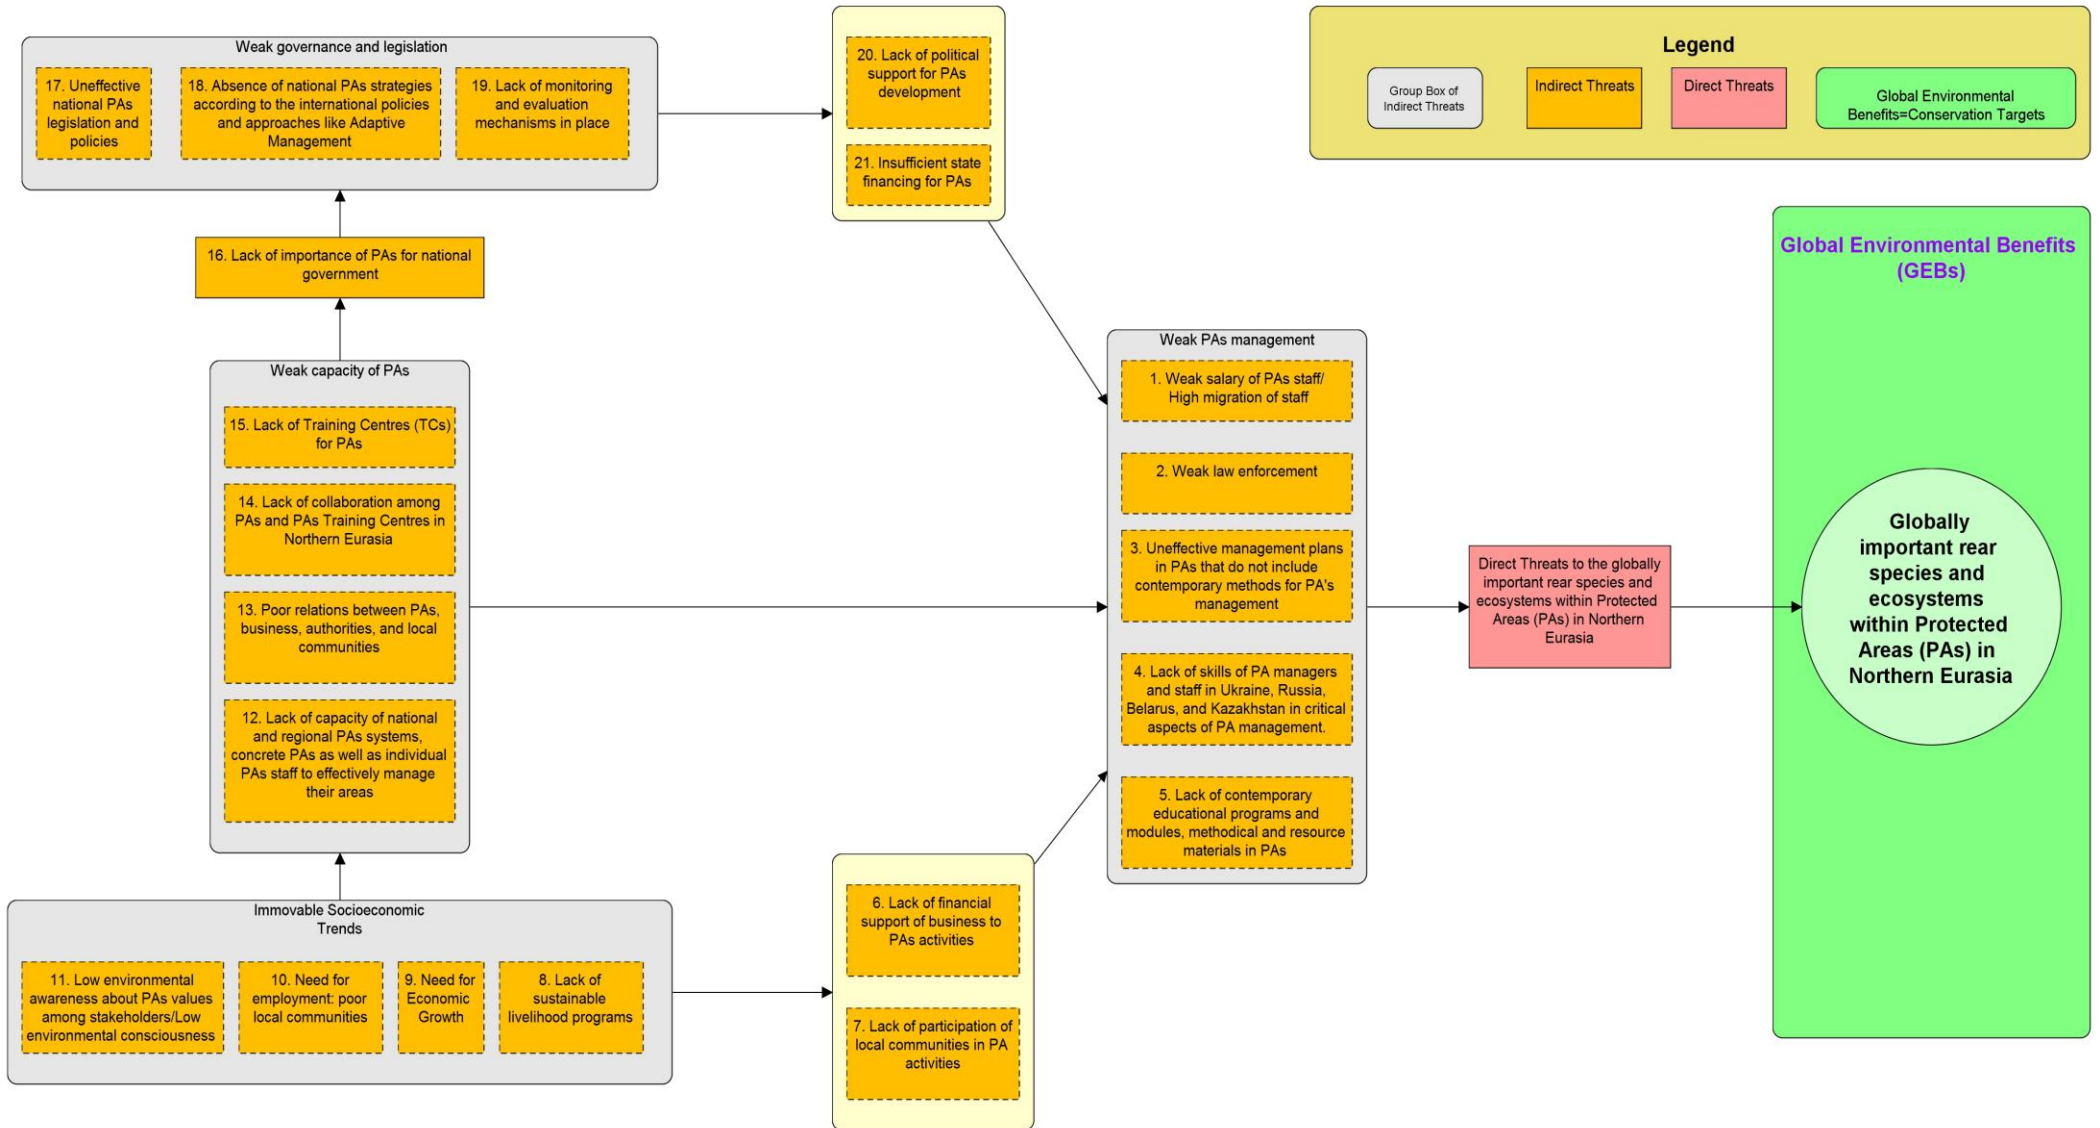 Weak governance and legislation
17. Uneffective
national PAs
legislation and
policies
18. Absence of national PAs strategies
according to the international policies
and approaches like Adaptive
Management
19. Lack of monitoring
and evaluation
mechanisms in place
20. Lack of political
support for PAs
development
21. Insufficient state
financing for PAs
Legend
Group Box of
Indirect Threats
Indirect Threats
Direct Threats
Global Environmental
Benefits=Conservation Targets
16. Lack of importance of PAs for national
government
Weak capacity of PAs
15. Lack of Training Centres (TCs)
for PAs
14. Lack of collaboration among
PAs and PAs Training Centres in
Northern Eurasia
13. Poor relations between PAs,
business, authorities, and local
communities
12. Lack of capacity of national
and regional PAs systems,
concrete PAs as well as individual
PAs staff to effectively manage
their areas
Immovable Socioeconomic
Trends
11. Low environmental
awareness about PAs values
among stakeholders/Low
environmental consciousness
10. Need for
employment: poor
local communities
9. Need for
Economic
Growth
8. Lack of
sustainable
livelihood programs
6. Lack of financial
support of business to
PAs activities
7. Lack of participation of
local communities in PA
activities
Weak PAs management
1. Weak salary of PAs staff/
High migration of staff
2. Weak law enforcement
3. Uneffective management plans
in PAs that do not include
contemporary methods for PA's
management
4. Lack of skills of PA managers
and staff in Ukraine, Russia,
Belarus, and Kazakhstan in critical
aspects of PA management.
5. Lack of contemporary
educational programs and
modules, methodical and resource
materials in PAs
Direct Threats to the globally
important rear species and
ecosystems within Protected
Areas (PAs) in Northern
Eurasia
Global Environmental Benefits
(GEBs)
Globally
important rear
species and
ecosystems
within Protected
Areas (PAs) in
Northern Eurasia